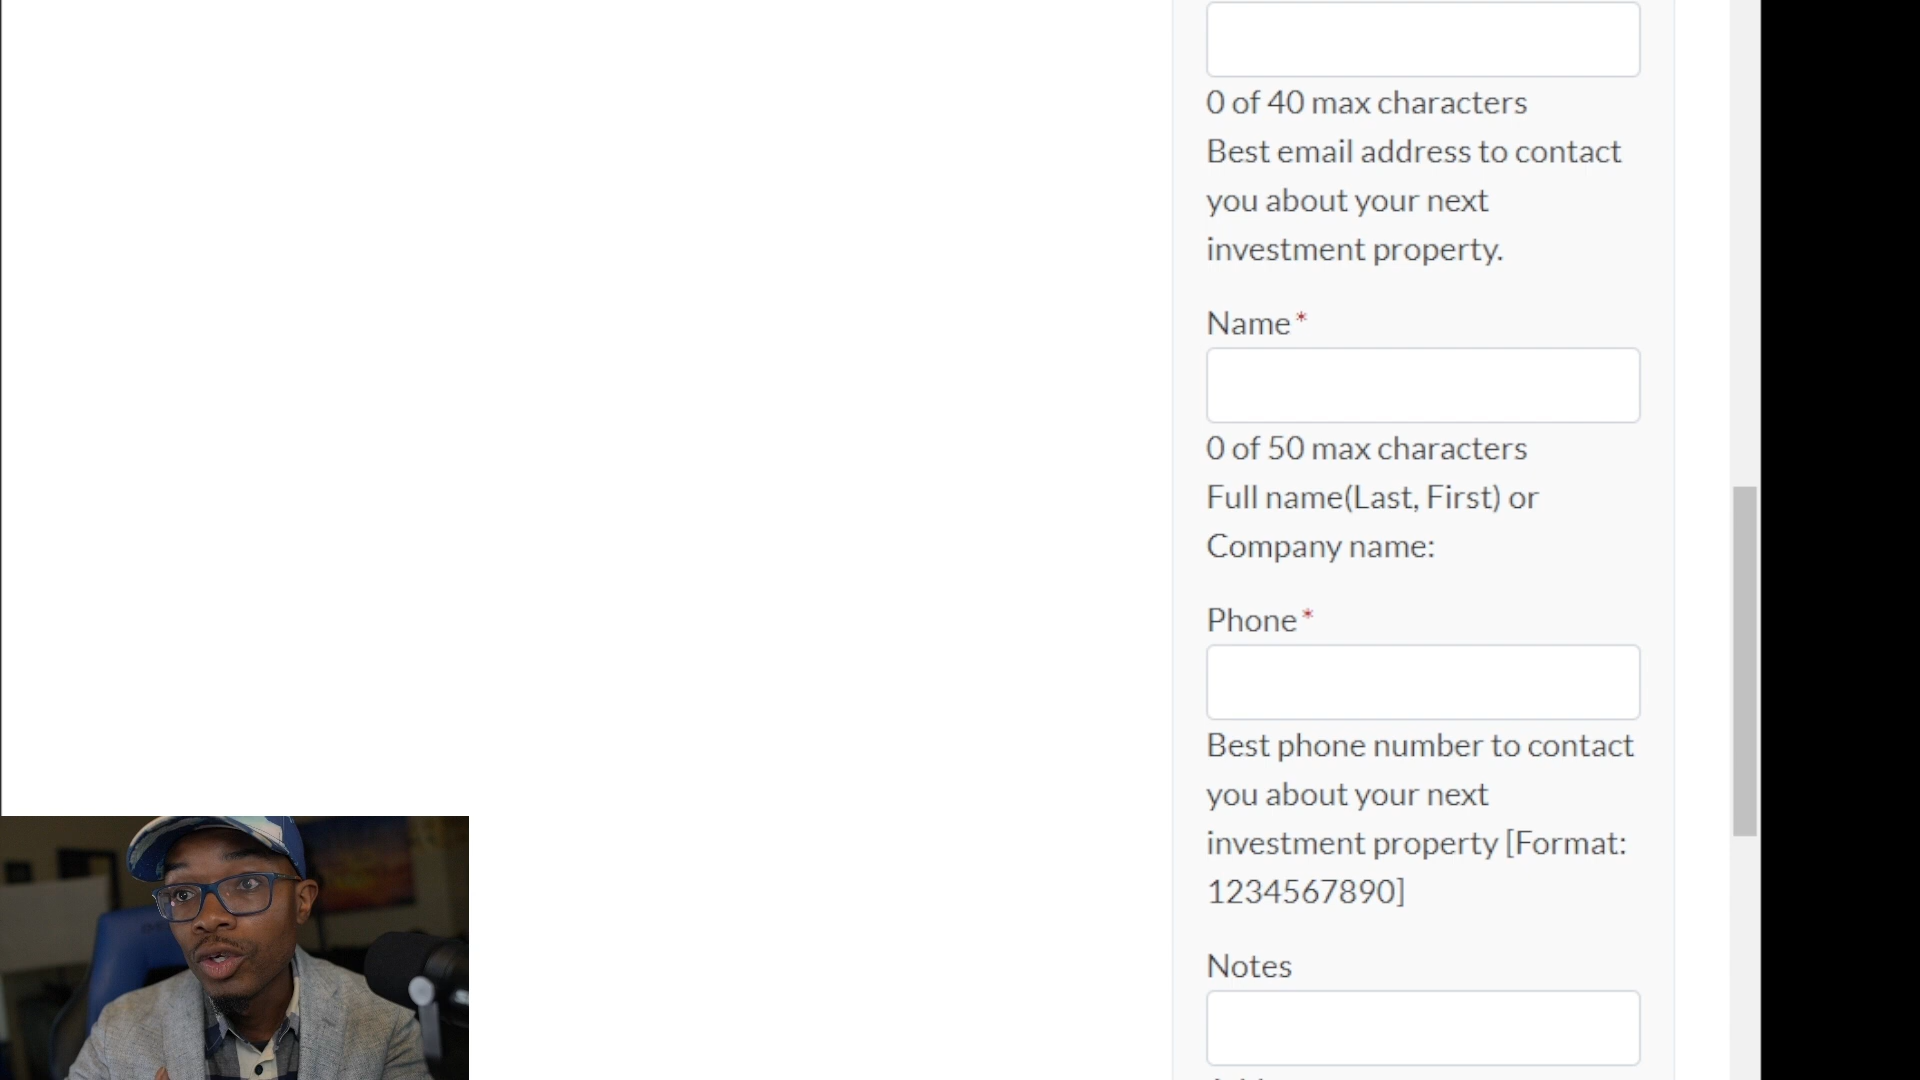 0 of 40 max characters
Best email address to contact
you about your next
investment property.
Name*
0 of 50 max characters
Full name(Last, First) or
Company name:
Phone*
Best phone number to contact
you about your next
investment property [Format:
1234567890]
Notes